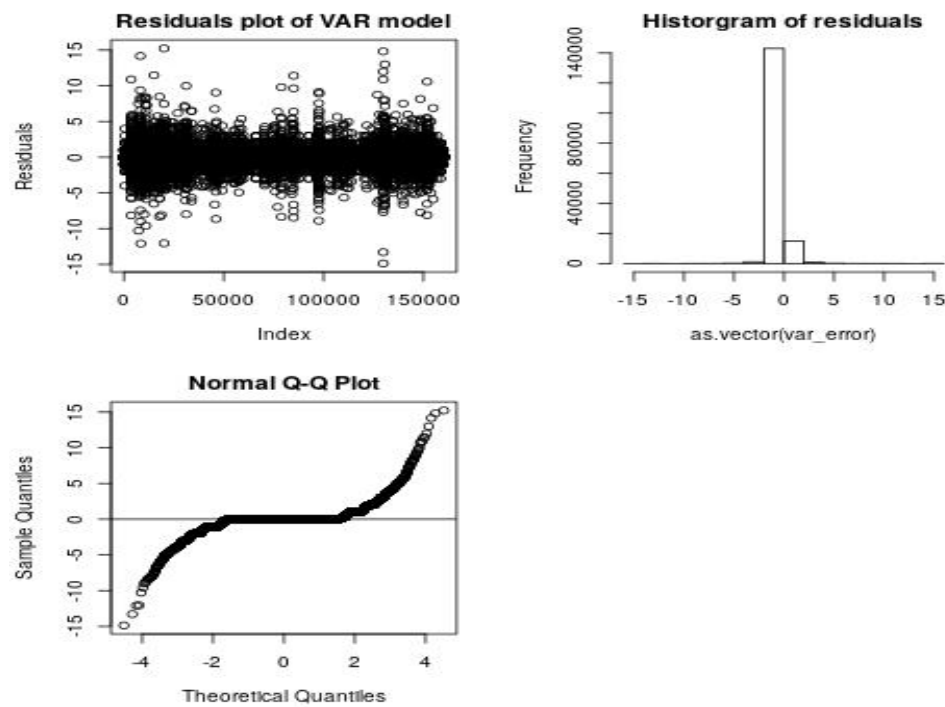 Residuals plot of VAR model
Residuals
15
10
5
0
-5
-10
-15
0 50000 100000 150000
Index
Historgram of residuals
Frequency
140000
80000
40000
0
-15 -10 -5 0 5 10 15
as.vector(var_error)
Normal Q-Q Plot
Sample Quantiles
15
10
5
0
-5
-10
-15
-4 -2 0 2 4
Theoretical Quantiles